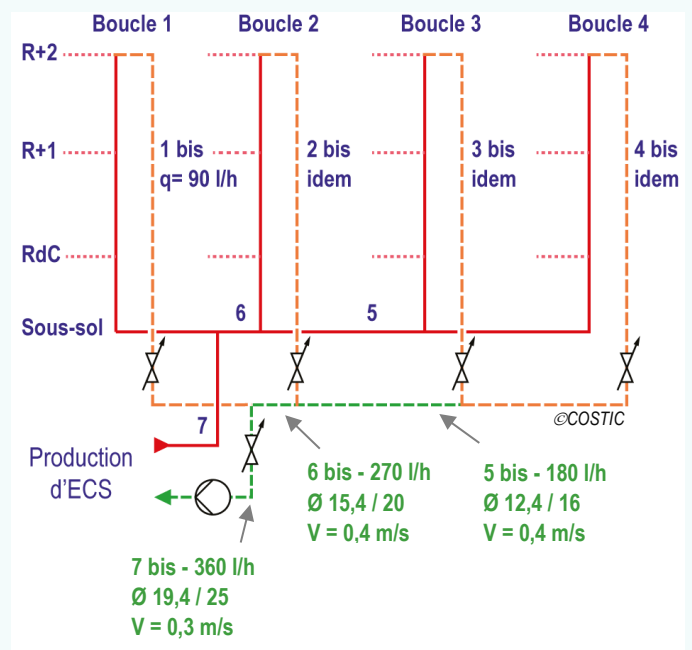 Boucle 1 Boucle 2 Boucle 3 Boucle 4
R+2
R+1
1 bis
q= 90 l/h
2 bis
idem
3 bis
idem
4 bis
idem
RdC
6
5
Sous-sol
7
©COSTIC
Production
d'ECS
6 bis - 270 l/h
Ø 15,4 / 20
V = 0,4 m/s
5 bis - 180 l/h
Ø 12,4 / 16
V = 0,4 m/s
7 bis - 360 l/h
Ø 19,4 / 25
V = 0,3 m/s